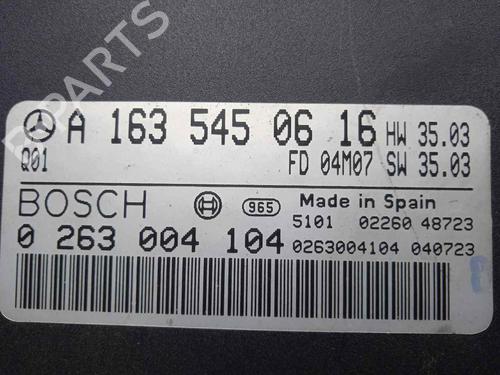 B-PARTS
A 163 545 06 16 HW 35.03
Q01 FD 04M07 SW 35.03
BOSCH 965 Made in Spain
5101 02260 48723
0 263 004 104 0263004104 040723